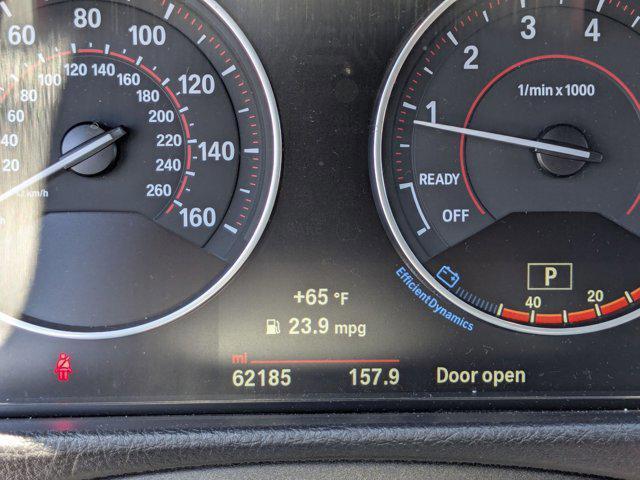 60
80
100
120
140
160
20
40
60
80
100
120
140
160
180
200
220
240
260
km/h
1
2
3
4
1/min x 1000
READY
OFF
P
40
20
EfficientDynamics
+65 °F
23.9 mpg
mi
62185
157.9
Door open